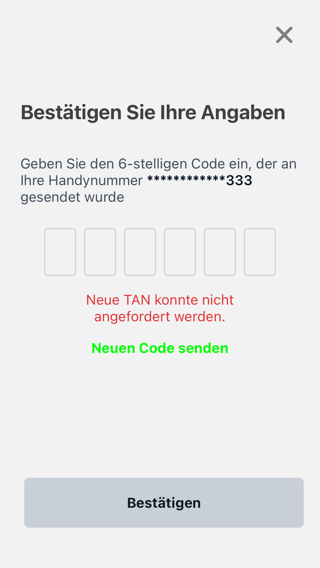 Bestätigen Sie Ihre Angaben
Geben Sie den 6-stelligen Code ein, der an
Ihre Handynummer ************333
gesendet wurde
Neue TAN konnte nicht
angefordert werden.
Neuen Code senden
Bestätigen